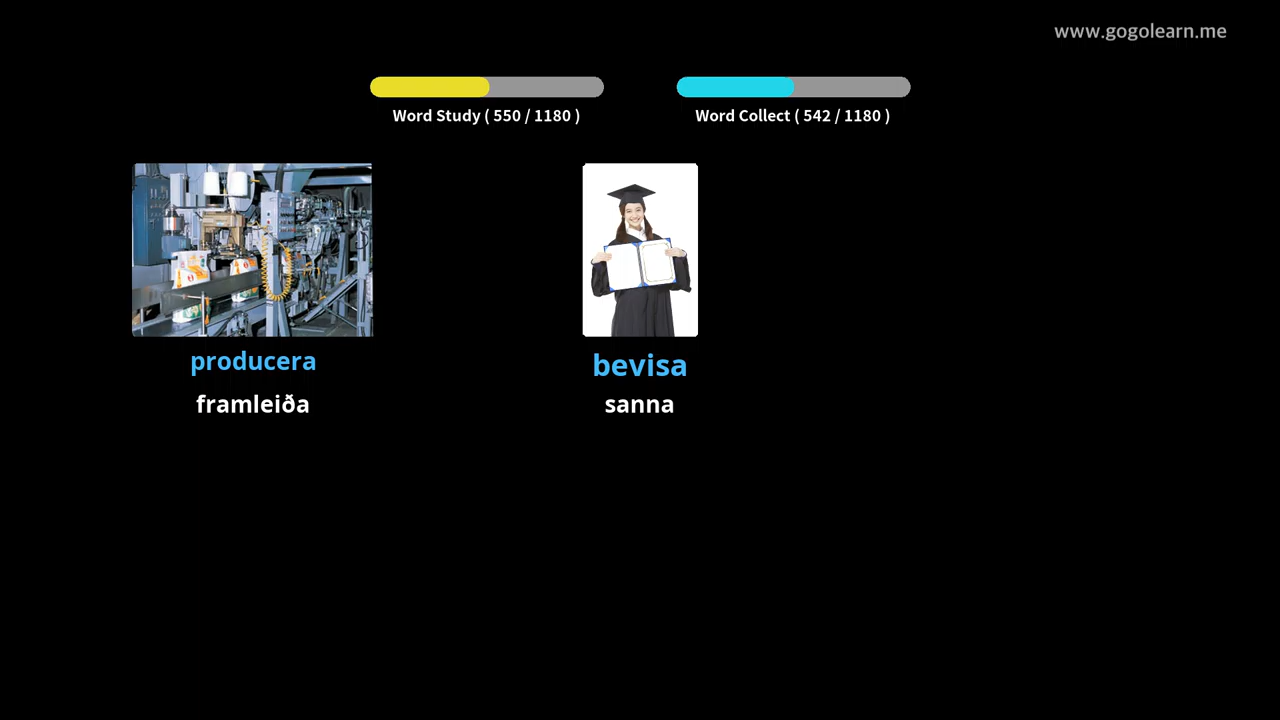 www.gogolearn.me
Word Study ( 550 / 1180 )
Word Collect ( 542 / 1180 )
producera
framleiða
bevisa
sanna